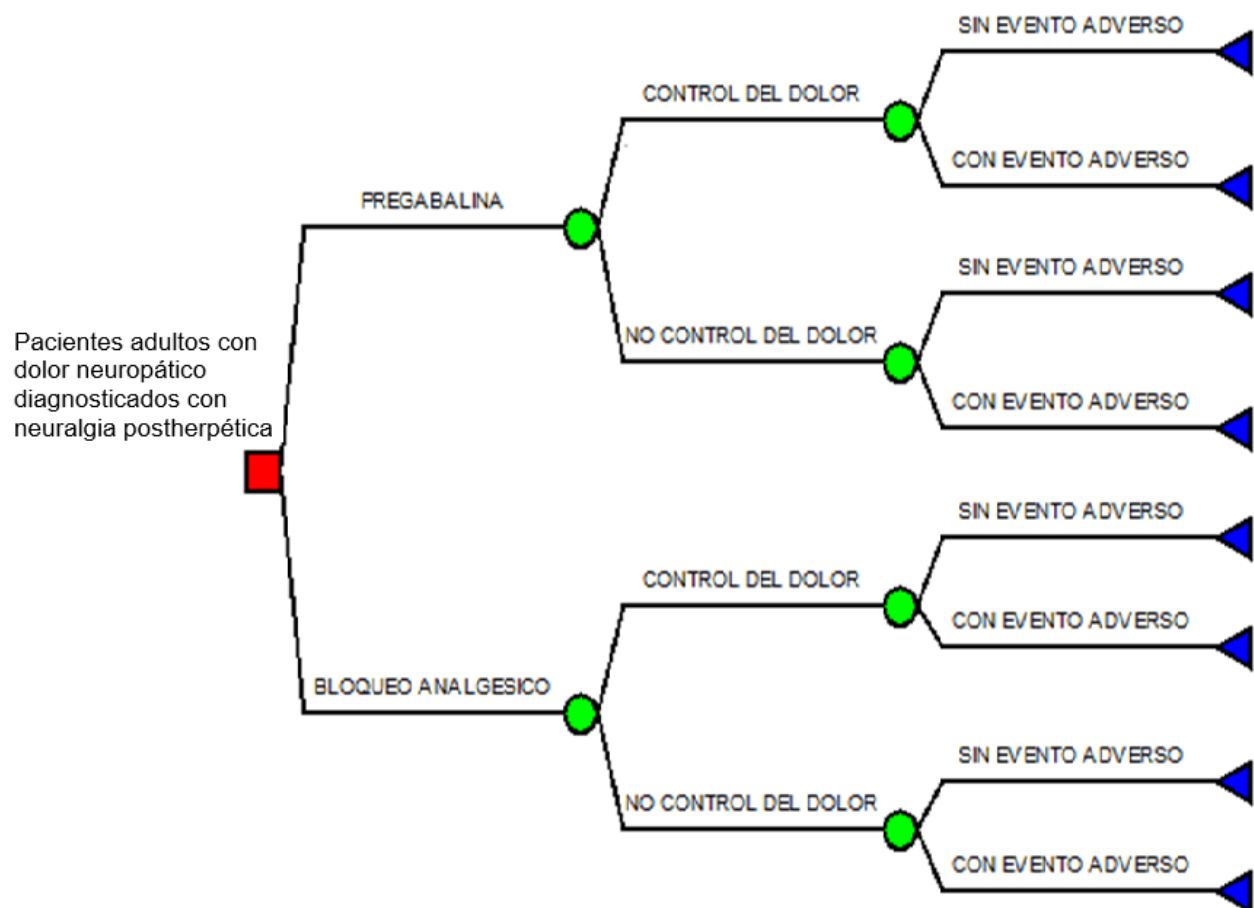 SIN EVENTO ADVERSO
CONTROL DEL DOLOR
CON EVENTO ADVERSO
PREGABALINA
SIN EVENTO ADVERSO
NO CONTROL DEL DOLOR
CON EVENTO ADVERSO
Pacientes adultos con
dolor neuropático
diagnosticados con
neuralgia postherpética
SIN EVENTO ADVERSO
CONTROL DEL DOLOR
CON EVENTO ADVERSO
BLOQUEO ANALGESICO
SIN EVENTO ADVERSO
NO CONTROL DEL DOLOR
CON EVENTO ADVERSO